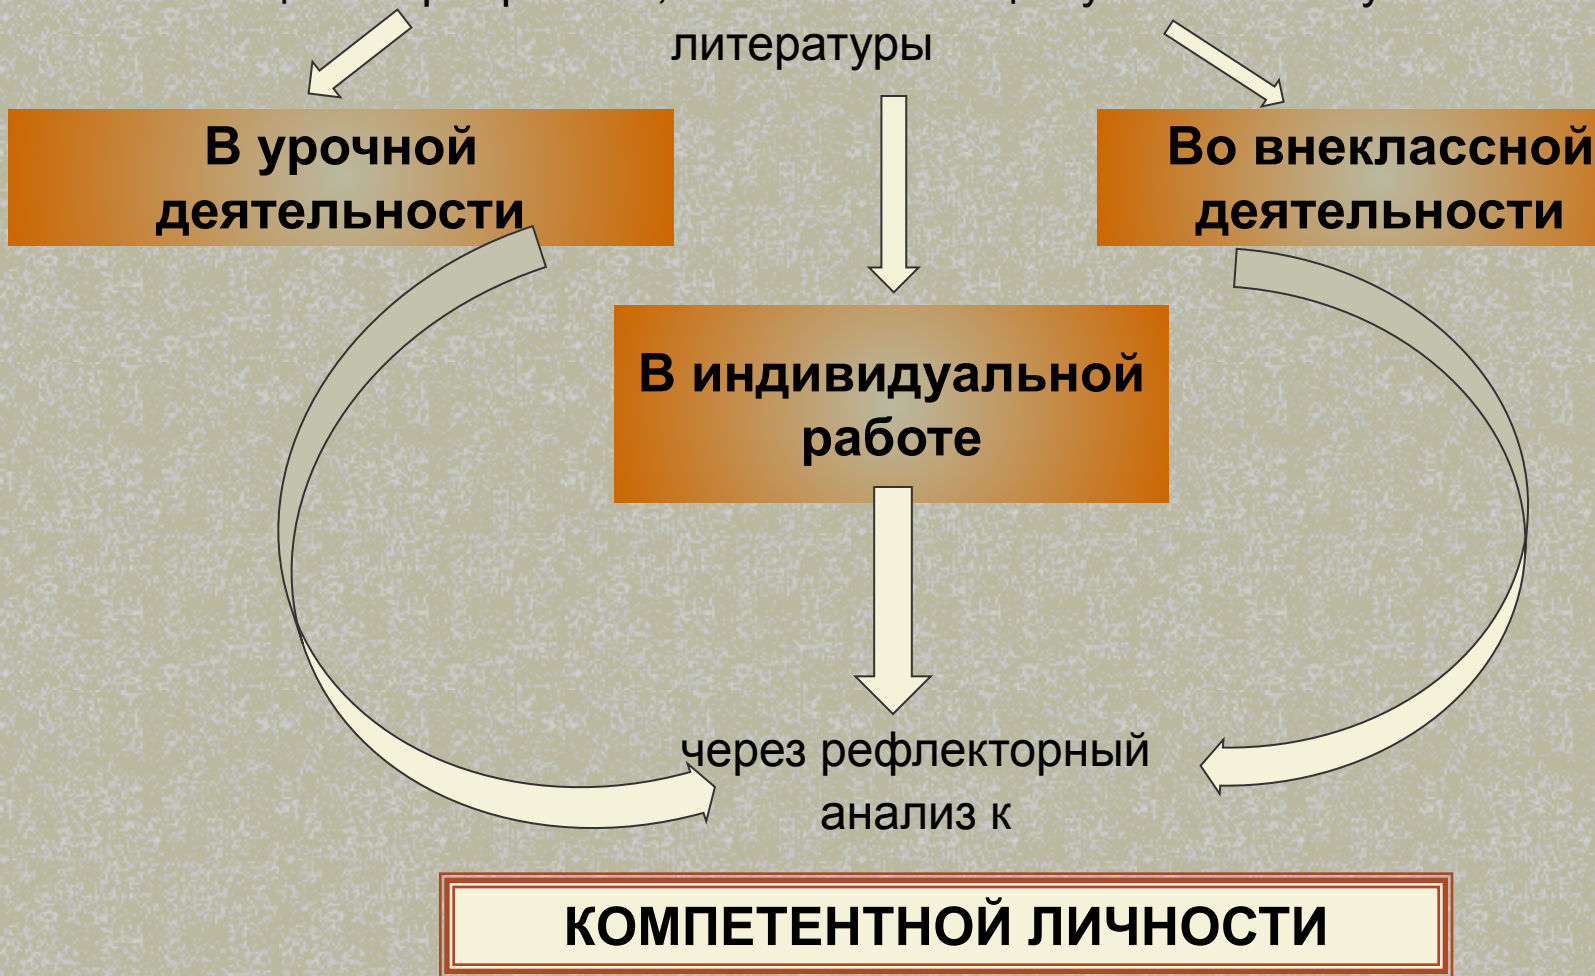 литературы
В урочной
деятельности
Во внеклассной
деятельности
В индивидуальной
работе
через рефлекторный
анализ к
КОМПЕТЕНТНОЙ ЛИЧНОСТИ